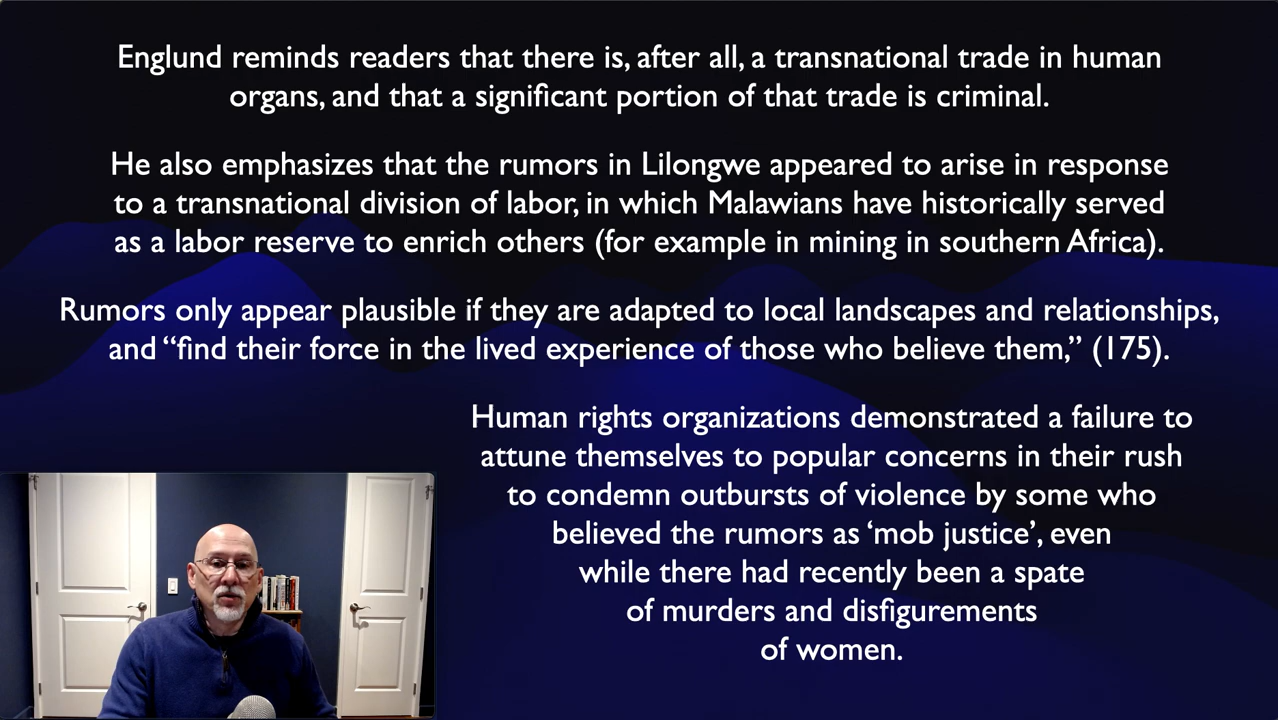 Englund reminds readers that there is, after all, a transnational trade in human
organs, and that a significant portion of that trade is criminal.
He also emphasizes that the rumors in Lilongwe appeared to arise in response
to a transnational division of labor, in which Malawians have historically served
as a labor reserve to enrich others (for example in mining in southern Africa).
Rumors only appear plausible if they are adapted to local landscapes and relationships,
and “find their force in the lived experience of those who believe them,” (175).
Human rights organizations demonstrated a failure to
attune themselves to popular concerns in their rush
to condemn outbursts of violence by some who
believed the rumors as ‘mob justice’, even
while there had recently been a spate
of murders and disfigurements
of women.